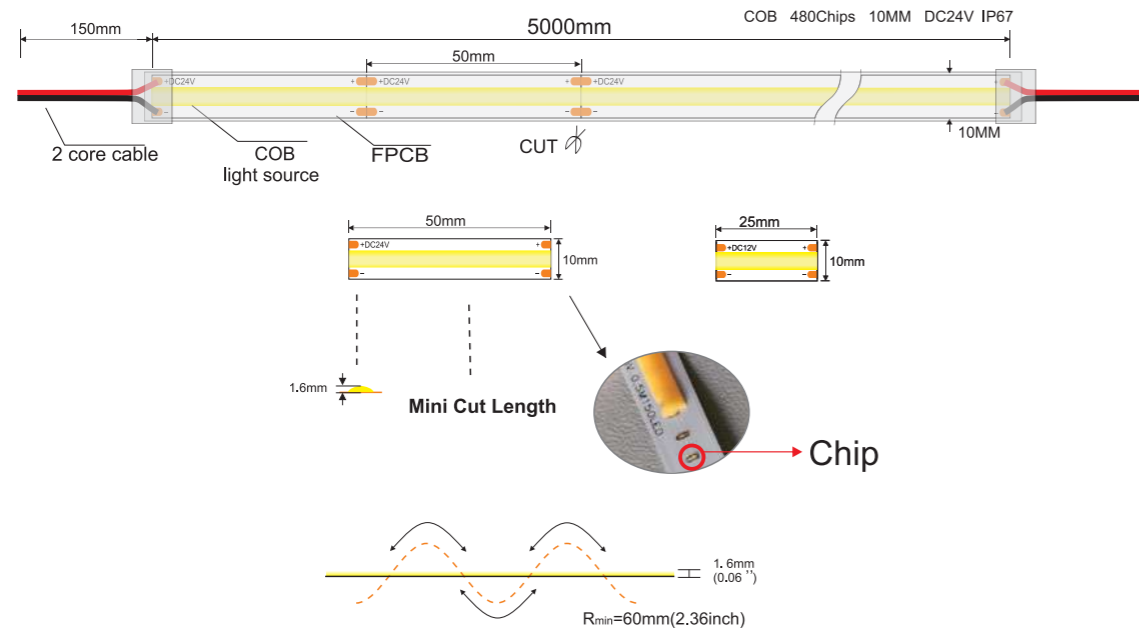 COB 480Chips 10MM DC24V IP67
150mm
5000mm
50mm
+DC24V
+
+DC24V
+
+DC24V
+
-
-
-
-
-
-
10MM
2 core cable
COB
light source
FPCB
CUT
50mm
25mm
+DC24V
+
10mm
-
-
+DC12V
+
10mm
-
-
1.6mm
Mini Cut Length
V 0.5M150LED
Chip
1.6mm
(0.06 ")
Rmin=60mm(2.36inch)